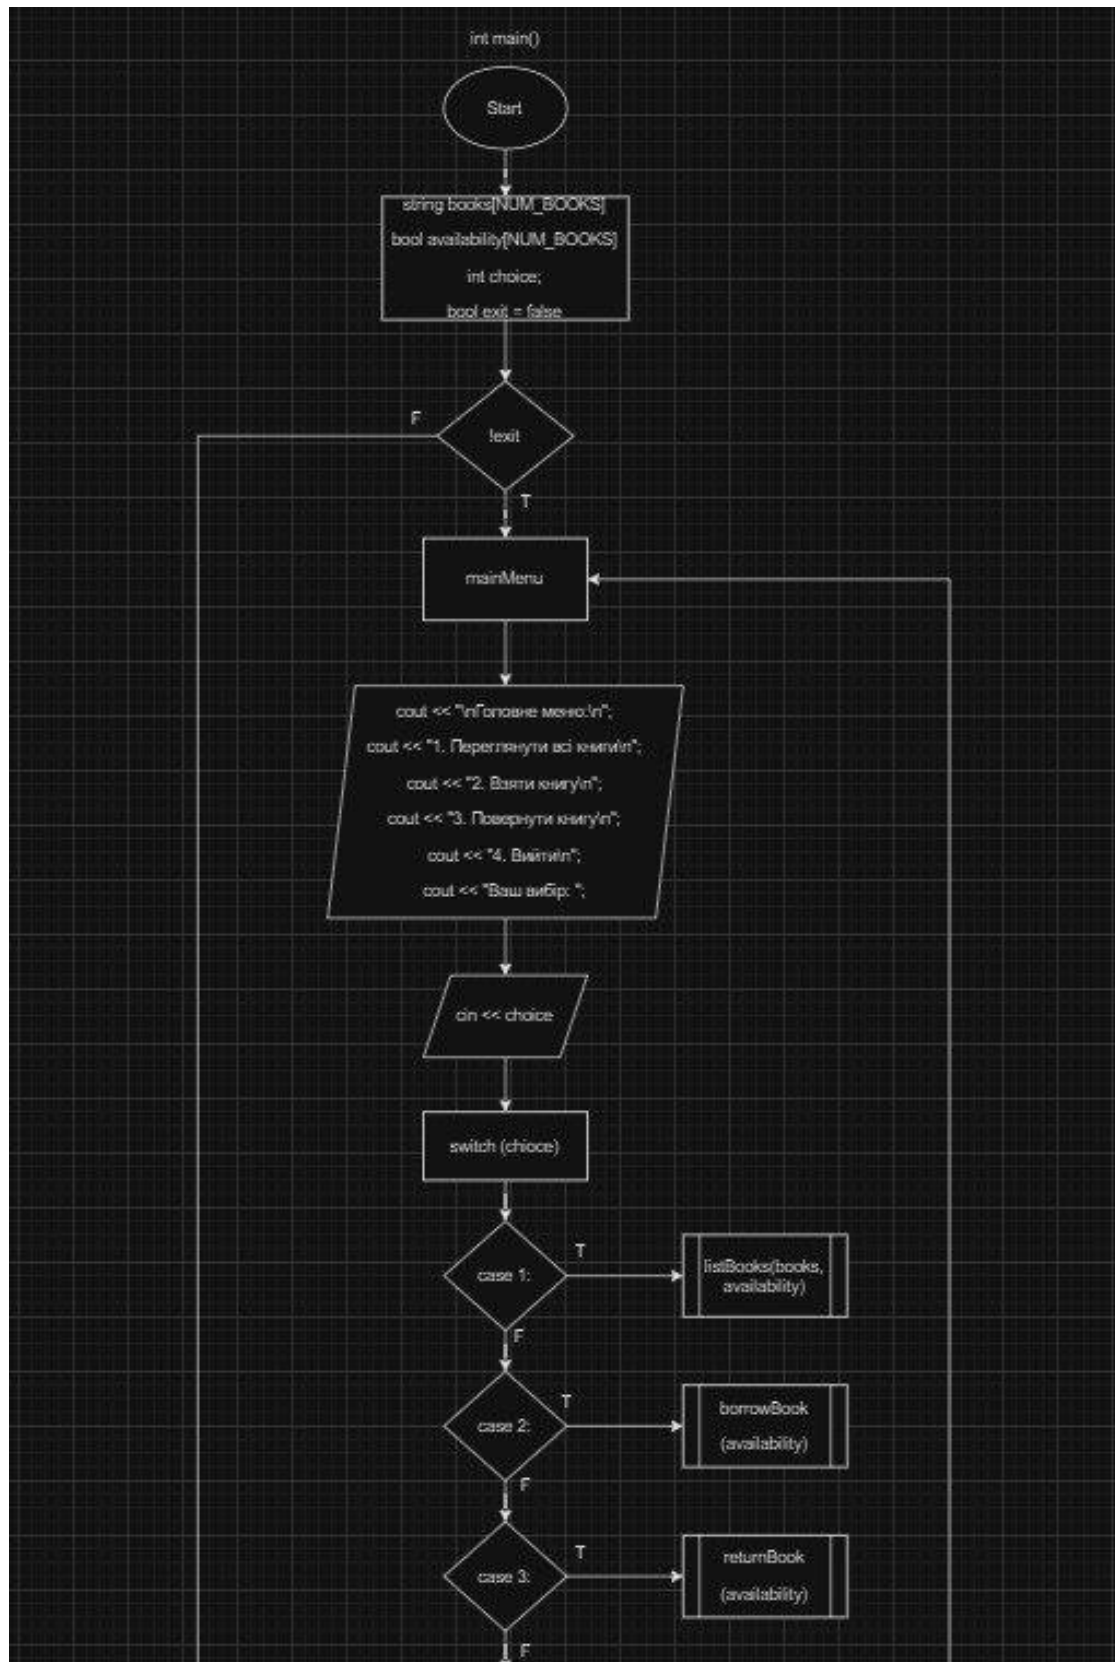 int main()
Start
string books[NUM_BOOKS]
bool availability[NUM_BOOKS]
int choice;
bool exit = false
F
!exit
T
mainMenu
cout << "\nГоловне меню:\n";
cout << "1. Переглянути всі книги\n";
cout << "2. Взяти книгу\n";
cout << "3. Повернути книгу\n";
cout << "4. Вийти\n";
cout << "Ваш вибір: ";
cin << choice
switch (chioce)
case 1:
T
listBooks(books,
availability)
F
case 2:
T
borrowBook
(availability)
F
case 3:
T
returnBook
(availability)
F